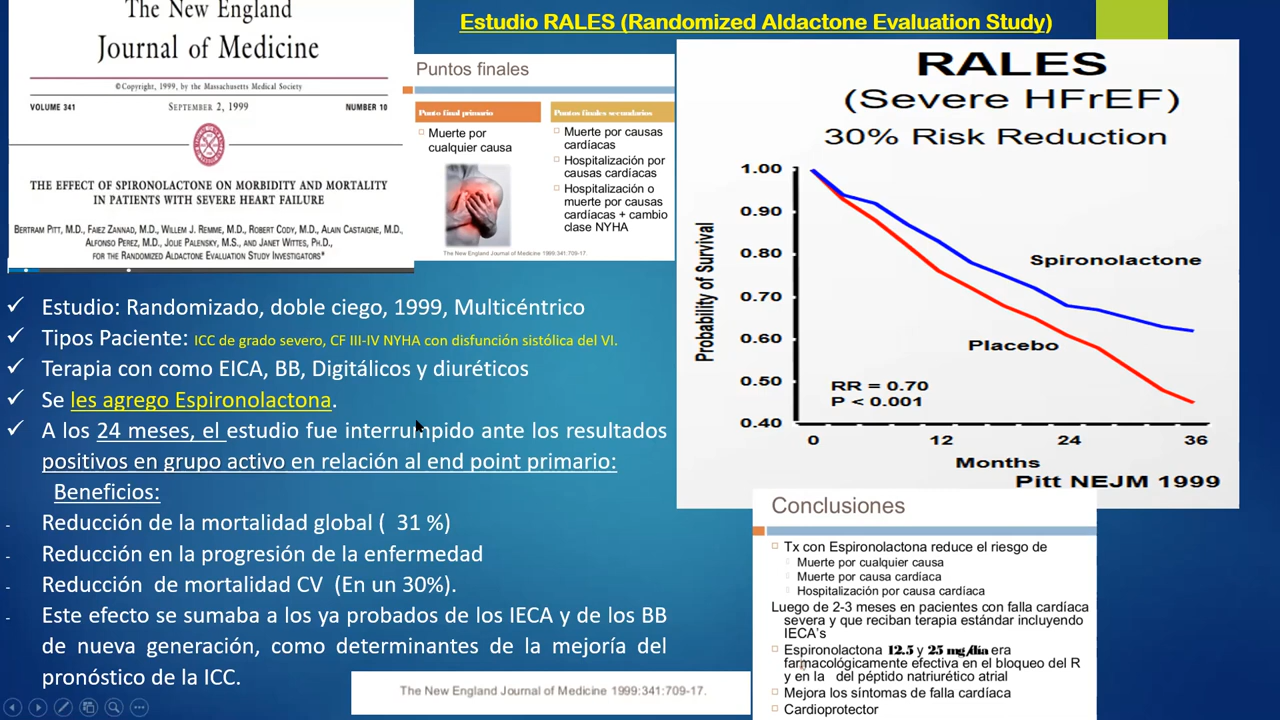 Estudio RALES (Randomized Aldactone Evaluation Study)
The New England
Journal of Medicine
©Copyright, 1999, by the Massachusetts Medical Society
VOLUME 341 SEPTEMBER 2, 1999 NUMBER 10
THE EFFECT OF SPIRONOLACTONE ON MORBIDITY AND MORTALITY
IN PATIENTS WITH SEVERE HEART FAILURE
BERTRAM PITT, M.D., FAIEZ ZANNAD, M.D., WILLEM J. REMME, M.D., ROBERT CODY, M.D., ALAIN CASTAIGNE, M.D.,
ALFONSO PEREZ, M.D., JOLIE PALENSKY, M.S., AND JANET WITTES, PH.D.,
FOR THE RANDOMIZED ALDACTONE EVALUATION STUDY INVESTIGATORS*
Puntos finales
Punto final primario
Muerte por
cualquier causa
Puntos finales secundarios
Muerte por causas
cardíacas
Hospitalización por
causas cardíacas
Hospitalización o
muerte por causas
cardíacas + cambio
clase NYHA
The New England Journal of Medicine 1999:341:709-17.
RALES
(Severe HFrEF)
30% Risk Reduction
Probability of Survival
1.00
0.90
0.80
0.70
0.60
0.50
0.40
Spironolactone
Placebo
RR = 0.70
P < 0.001
0 12 24 36
Months
Pitt NEJM 1999
✓ Estudio: Randomizado, doble ciego, 1999, Multicéntrico
✓ Tipos Paciente: ICC de grado severo, CF III-IV NYHA con disfunción sistólica del VI.
✓ Terapia con como EICA, BB, Digitálicos y diuréticos
✓ Se les agrego Espironolactona.
✓ A los 24 meses, el estudio fue interrumpido ante los resultados
positivos en grupo activo en relación al end point primario:
Beneficios:
- Reducción de la mortalidad global ( 31 %)
- Reducción en la progresión de la enfermedad
- Reducción de mortalidad CV (En un 30%).
- Este efecto se sumaba a los ya probados de los IECA y de los BB
de nueva generación, como determinantes de la mejoría del
pronóstico de la ICC.
The New England Journal of Medicine 1999:341:709-17.
Conclusiones
Tx con Espironolactona reduce el riesgo de
Muerte por cualquier causa
Muerte por causa cardíaca
Hospitalización por causa cardíaca
Luego de 2-3 meses en pacientes con falla cardíaca
severa y que reciban terapia estándar incluyendo
IECA's
Espironolactona 12.5 y 25 mg/día era
farmacológicamente efectiva en el bloqueo del R
y en la del péptido natriurético atrial
Mejora los síntomas de falla cardíaca
Cardioprotector